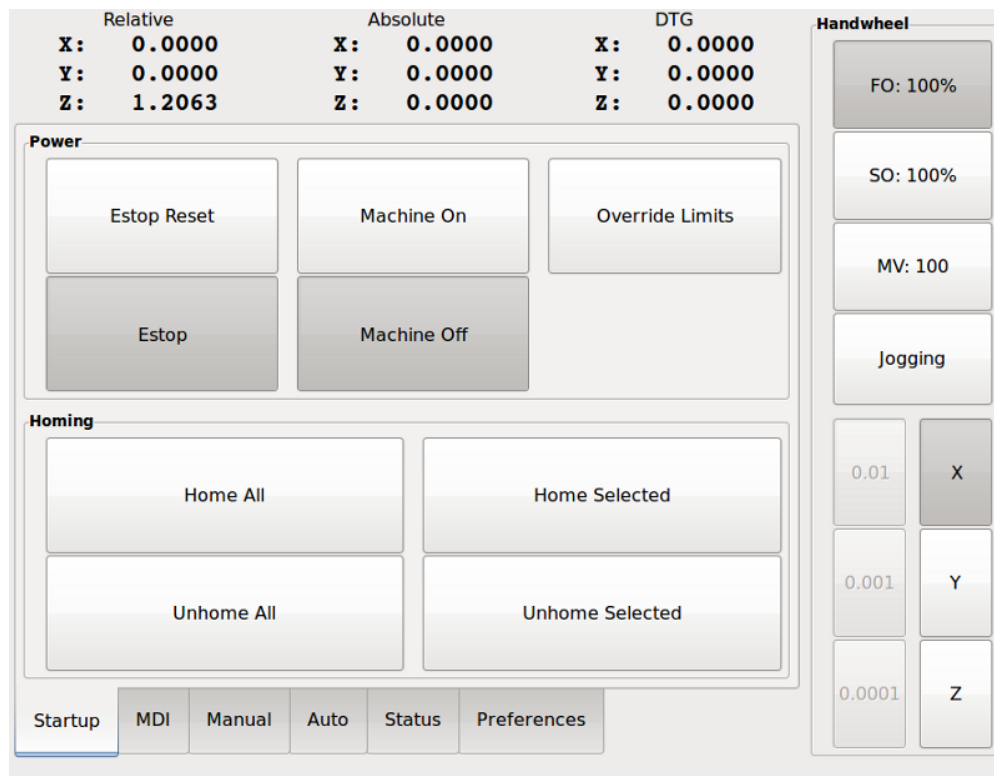 Relative Absolute DTG
X: 0.0000 X: 0.0000 X: 0.0000
Y: 0.0000 Y: 0.0000 Y: 0.0000
Z: 1.2063 Z: 0.0000 Z: 0.0000
Power
Estop Reset Machine On Override Limits
Estop Machine Off
Homing
Home All Home Selected
Unhome All Unhome Selected
Startup MDI Manual Auto Status Preferences
Handwheel
FO: 100%
SO: 100%
MV: 100
Jogging
0.01 X
0.001 Y
0.0001 Z